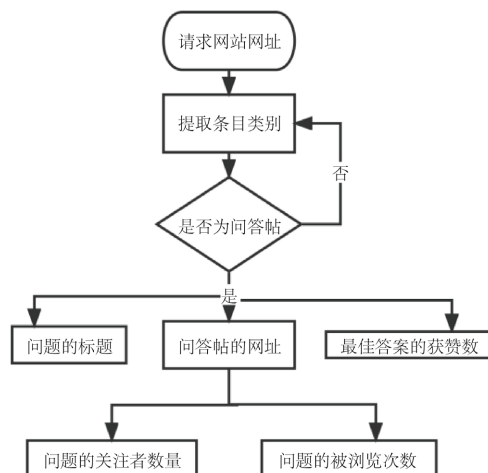 请求网站网址
提取条目类别
否
是否为问答帖
是
问题的标题
问答帖的网址
最佳答案的获赞数
问题的关注者数量
问题的被浏览次数